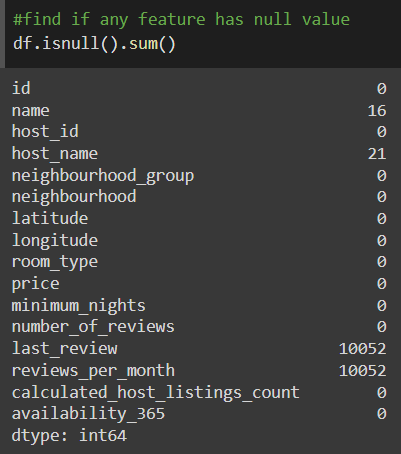 #find if any feature has null value
df.isnull().sum()
id 0
name 16
host_id 0
host_name 21
neighbourhood_group 0
neighbourhood 0
latitude 0
longitude 0
room_type 0
price 0
minimum_nights 0
number_of_reviews 0
last_review 10052
reviews_per_month 10052
calculated_host_listings_count 0
availability_365 0
dtype: int64